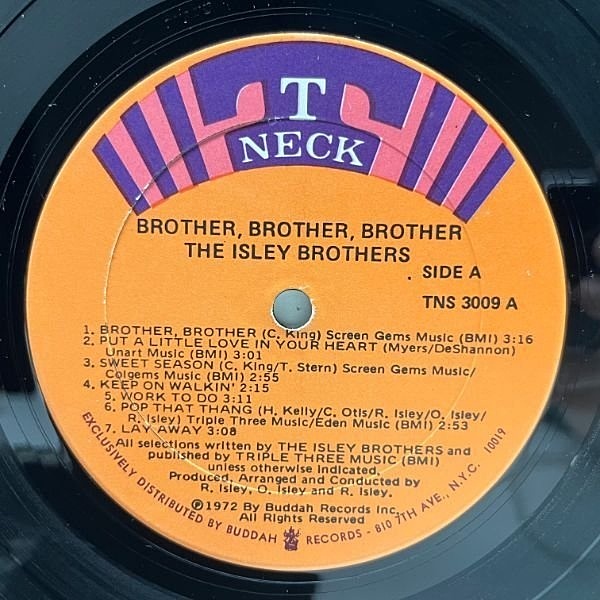 T
NECK
BROTHER, BROTHER, BROTHER
THE ISLEY BROTHERS
SIDE A
TNS 3009 A
1. BROTHER, BROTHER (C. King) Screen Gems Music (BMI) 3:16
2. PUT A LITTLE LOVE IN YOUR HEART (Myers/DeShannon)
Unart Music (BMI) 3:01
3. SWEET SEASON (C. King/T. Stern) Screen Gems Music/
Colgems Music (BMI) 2:55
4. KEEP ON WALKIN' 2:15
5. WORK TO DO 3:11
6. POP THAT THANG (H. Kelly/C. Otis/R. Isley/O. Isley/
R. Isley) Triple Three Music/Eden Music (BMI) 2:53
7. LAY AWAY 3:08
All selections written by THE ISLEY BROTHERS and
published by TRIPLE THREE MUSIC (BMI)
unless otherwise indicated.
Produced, Arranged and Conducted by
R. Isley, O. Isley and R. Isley.
℗©1972 By Buddah Records Inc.
All Rights Reserved
EXCLUSIVELY DISTRIBUTED BY BUDDAH RECORDS - 810 7TH AVE., N.Y.C. 10019